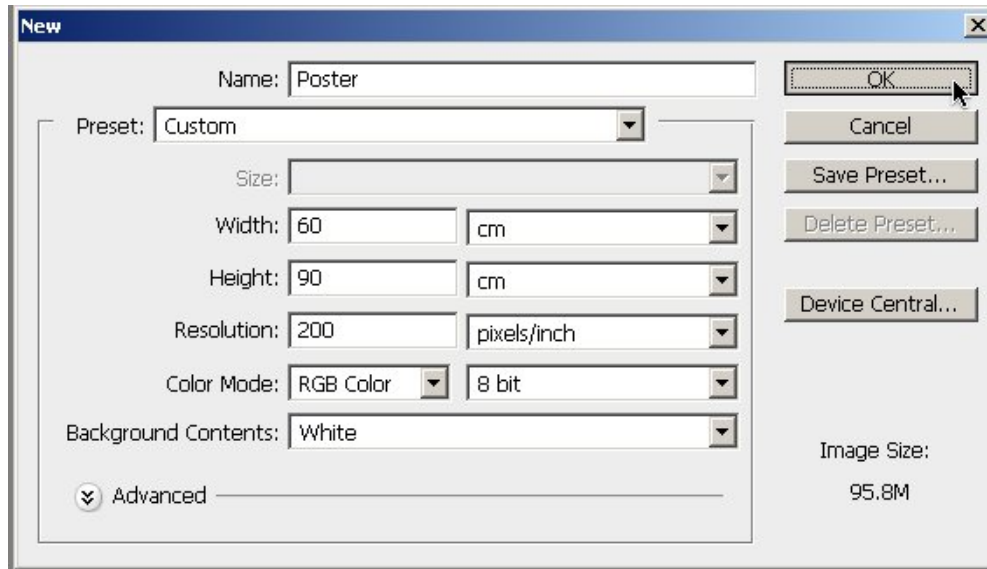 New
Name: Poster
OK
Preset: Custom
Cancel
Size:
Save Preset...
Width: 60 cm
Delete Preset...
Height: 90 cm
Device Central...
Resolution: 200 pixels/inch
Color Mode: RGB Color 8 bit
Background Contents: White
Image Size:
95.8M
Advanced